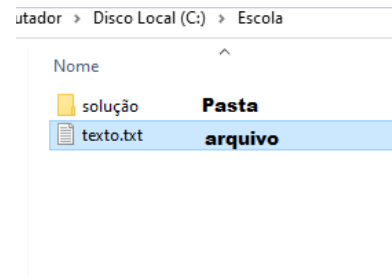 utador > Disco Local (C:) > Escola
Nome
solução Pasta
texto.txt arquivo